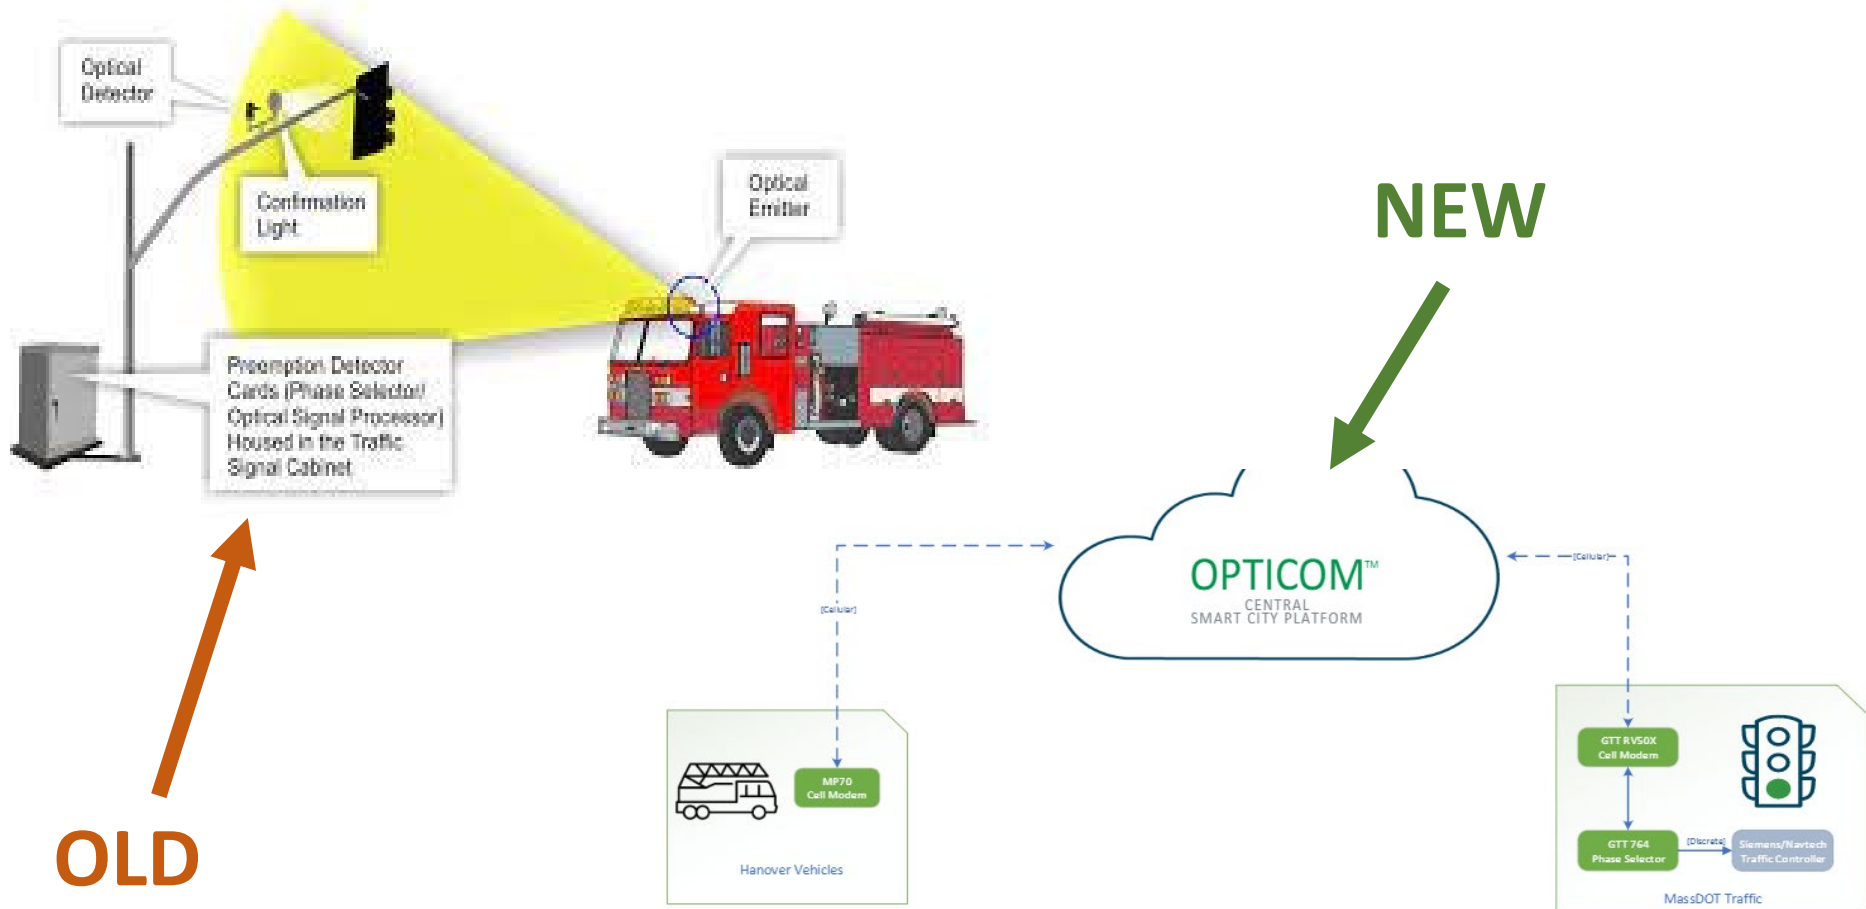 Optical
Detector
Confirmation
Light
Optical
Emitter
Preemption Detector
Cards (Phase Selector/
Optical Signal Processor)
Housed in the Traffic
Signal Cabinet
OLD
NEW
OPTICOM™
CENTRAL
SMART CITY PLATFORM
[Cellular]
[Cellular]
MP70
Cell Modem
Hanover Vehicles
GTT RV50X
Cell Modem
GTT 764
Phase Selector
[Discrete]
Siemens/Navtech
Traffic Controller
MassDOT Traffic